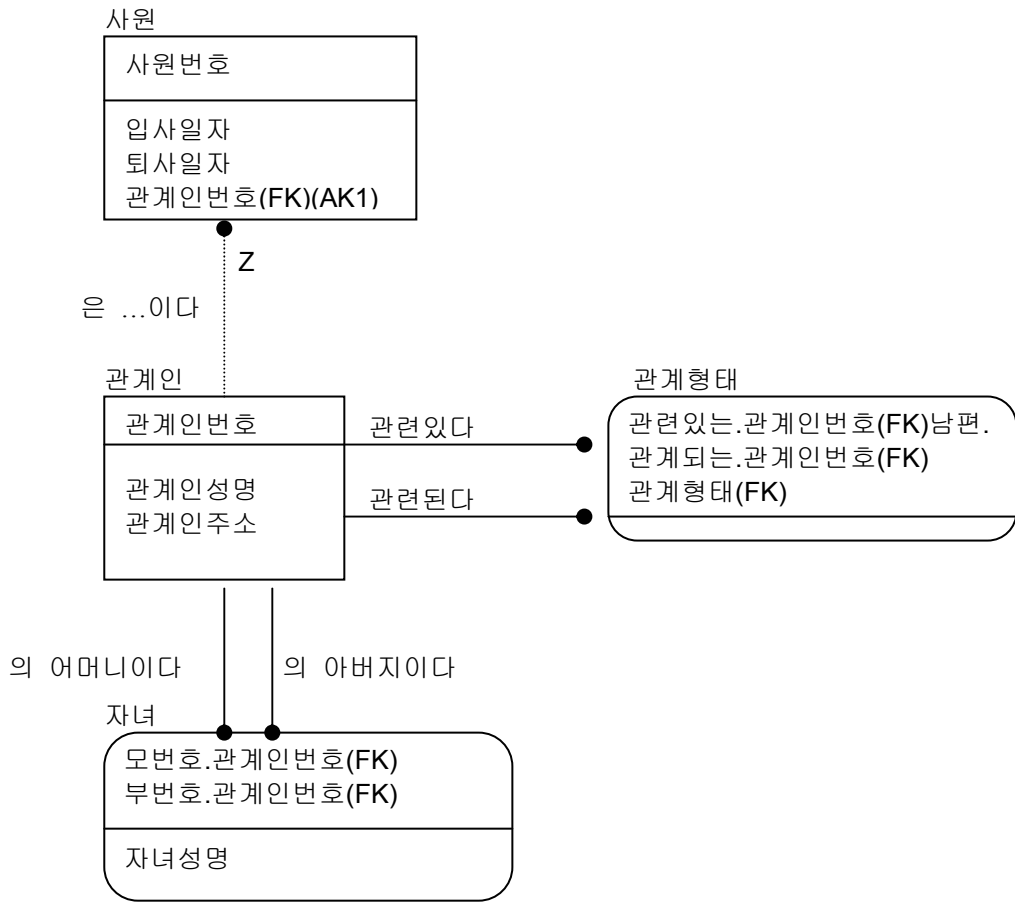 사원
사원번호
입사일자
퇴사일자
관계인번호(FK)(AK1)
Z
은 ...이다
관계인
관계인번호
관계인성명
관계인주소
관련있다
관련된다
관계형태
관련있는.관계인번호(FK)남편.
관계되는.관계인번호(FK)
관계형태(FK)
의 어머니이다
의 아버지이다
자녀
모번호.관계인번호(FK)
부번호.관계인번호(FK)
자녀성명